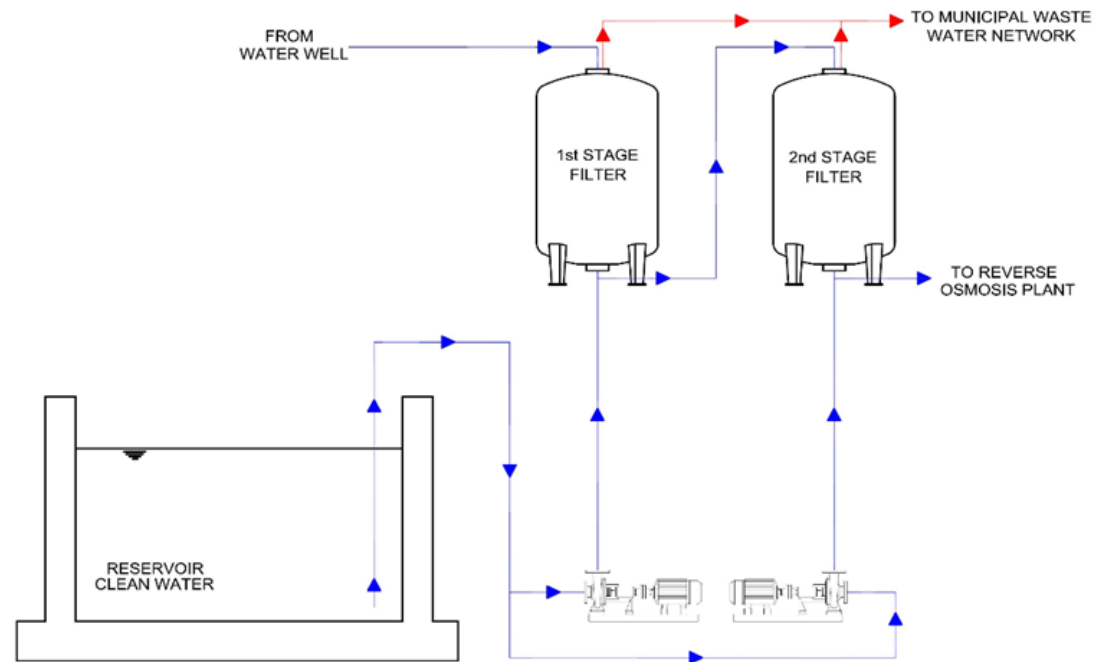 FROM
WATER WELL
TO MUNICIPAL WASTE
WATER NETWORK
1st STAGE
FILTER
2nd STAGE
FILTER
TO REVERSE
OSMOSIS PLANT
RESERVOIR
CLEAN WATER